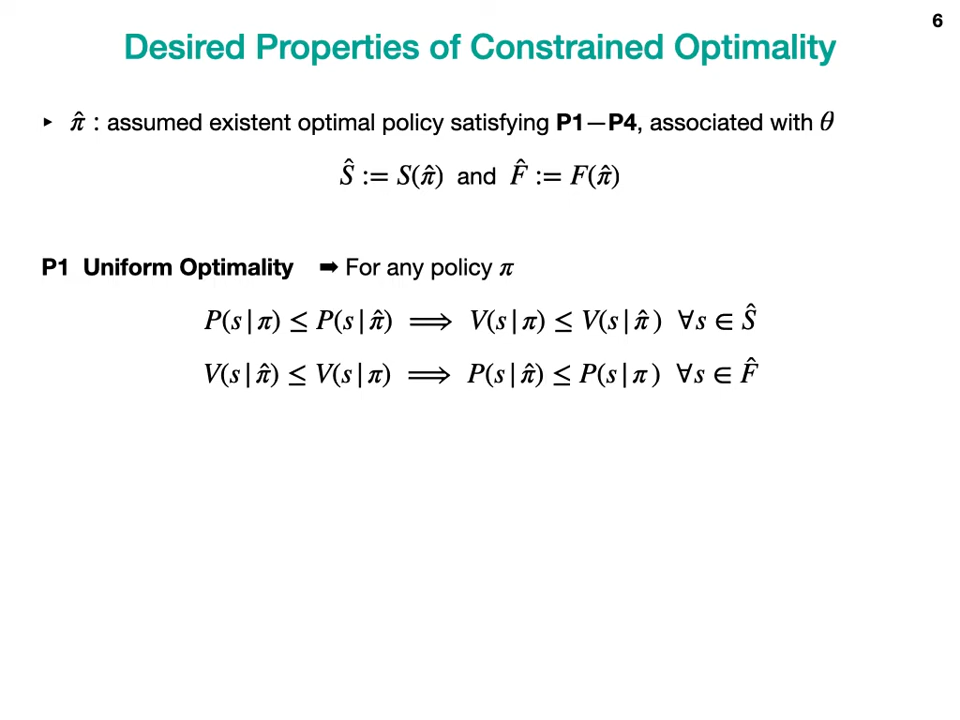 6
Desired Properties of Constrained Optimality
‣ π̂ : assumed existent optimal policy satisfying P1—P4, associated with θ
Ŝ := S(π̂) and F̂ := F(π̂)
P1 Uniform Optimality ➡ For any policy π
P(s|π) ≤ P(s|π̂) ⟹ V(s|π) ≤ V(s|π̂ ) ∀s ∈ Ŝ
V(s|π̂) ≤ V(s|π) ⟹ P(s|π̂) ≤ P(s|π ) ∀s ∈ F̂